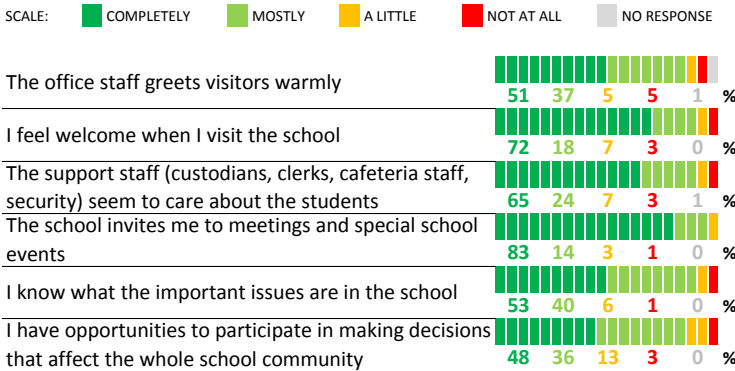 SCALE: COMPLETELY MOSTLY A LITTLE NOT AT ALL NO RESPONSE
The office staff greets visitors warmly
51 37 5 5 1 %
I feel welcome when I visit the school
72 18 7 3 0 %
The support staff (custodians, clerks, cafeteria staff,
security) seem to care about the students
65 24 7 3 1 %
The school invites me to meetings and special school
events
83 14 3 1 0 %
I know what the important issues are in the school
53 40 6 1 0 %
I have opportunities to participate in making decisions
that affect the whole school community
48 36 13 3 0 %